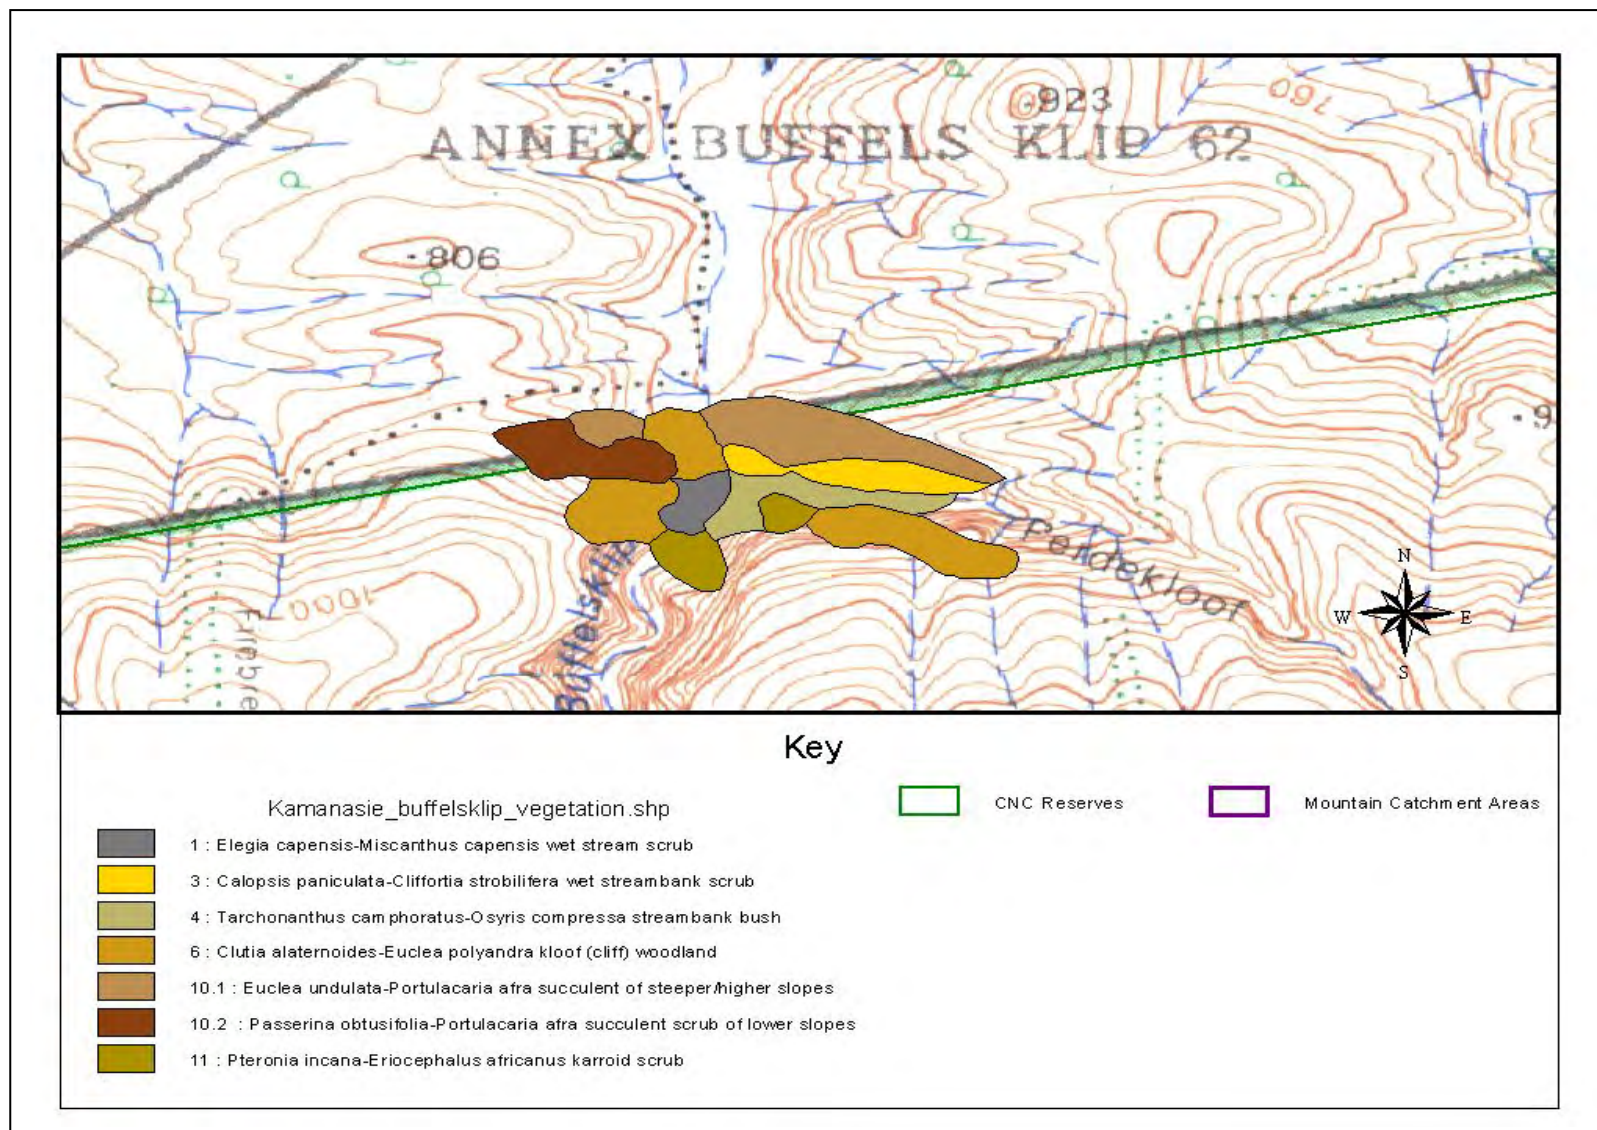 923
760
ANNEX BUFFELS KLIP 62
806
9
Perdekloof
1000
Buffelsklip
N
W
E
S
Key
Kamanasie_buffelsklip_vegetation.shp
CNC Reserves
Mountain Catchment Areas
1 : Elegia capensis-Miscanthus capensis wet stream scrub
3 : Calopsis paniculata-Cliffortia strobilifera wet streambank scrub
4 : Tarchonanthus camphoratus-Osyris compressa streambank bush
6 : Clutia alaternoides-Euclea polyandra kloof (cliff) woodland
10.1 : Euclea undulata-Portulacaria afra succulent of steeper/higher slopes
10.2 : Passerina obtusifolia-Portulacaria afra succulent scrub of lower slopes
11 : Pteronia incana-Eriocephalus africanus karroid scrub